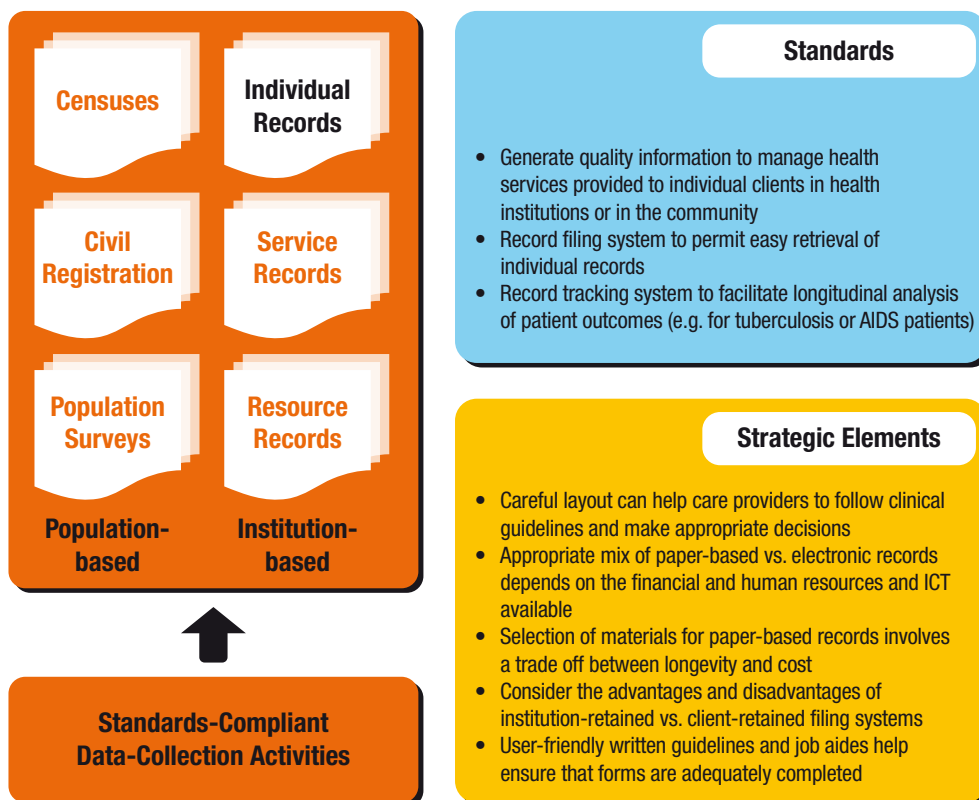 Censuses
Individual
Records
Civil
Registration
Service
Records
Population
Surveys
Resource
Records
Population-
based
Institution-
based
Standards-Compliant
Data-Collection Activities
Standards
• Generate quality information to manage health
services provided to individual clients in health
institutions or in the community
• Record filing system to permit easy retrieval of
individual records
• Record tracking system to facilitate longitudinal analysis
of patient outcomes (e.g. for tuberculosis or AIDS patients)
Strategic Elements
• Careful layout can help care providers to follow clinical
guidelines and make appropriate decisions
• Appropriate mix of paper-based vs. electronic records
depends on the financial and human resources and ICT
available
• Selection of materials for paper-based records involves
a trade off between longevity and cost
• Consider the advantages and disadvantages of
institution-retained vs. client-retained filing systems
• User-friendly written guidelines and job aides help
ensure that forms are adequately completed